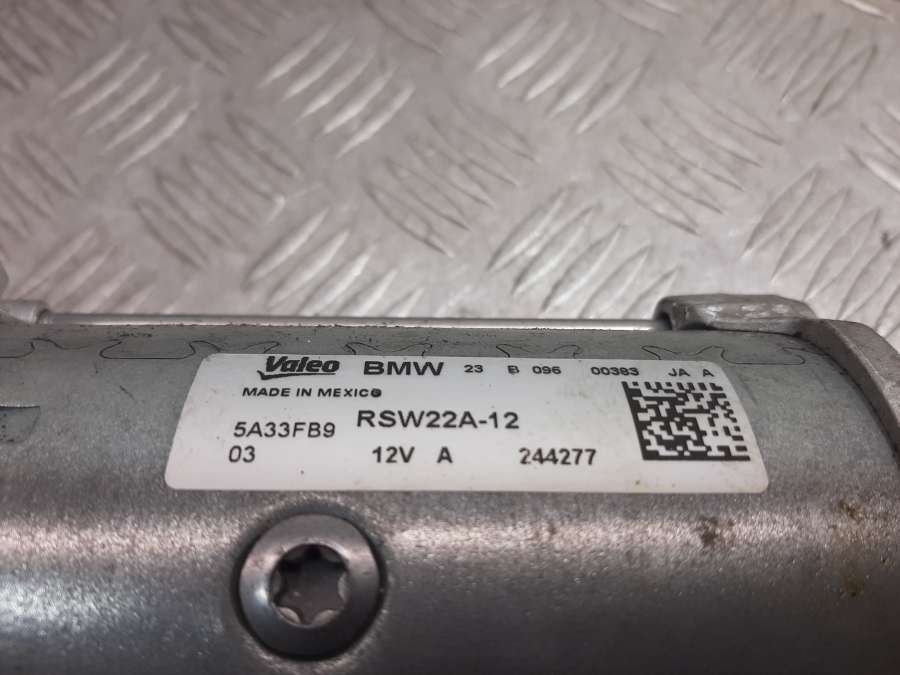 Valeo BMW 23 B 096 00383 JA A
MADE IN MEXICO
5A33FB9 RSW22A-12
03 12V A 244277